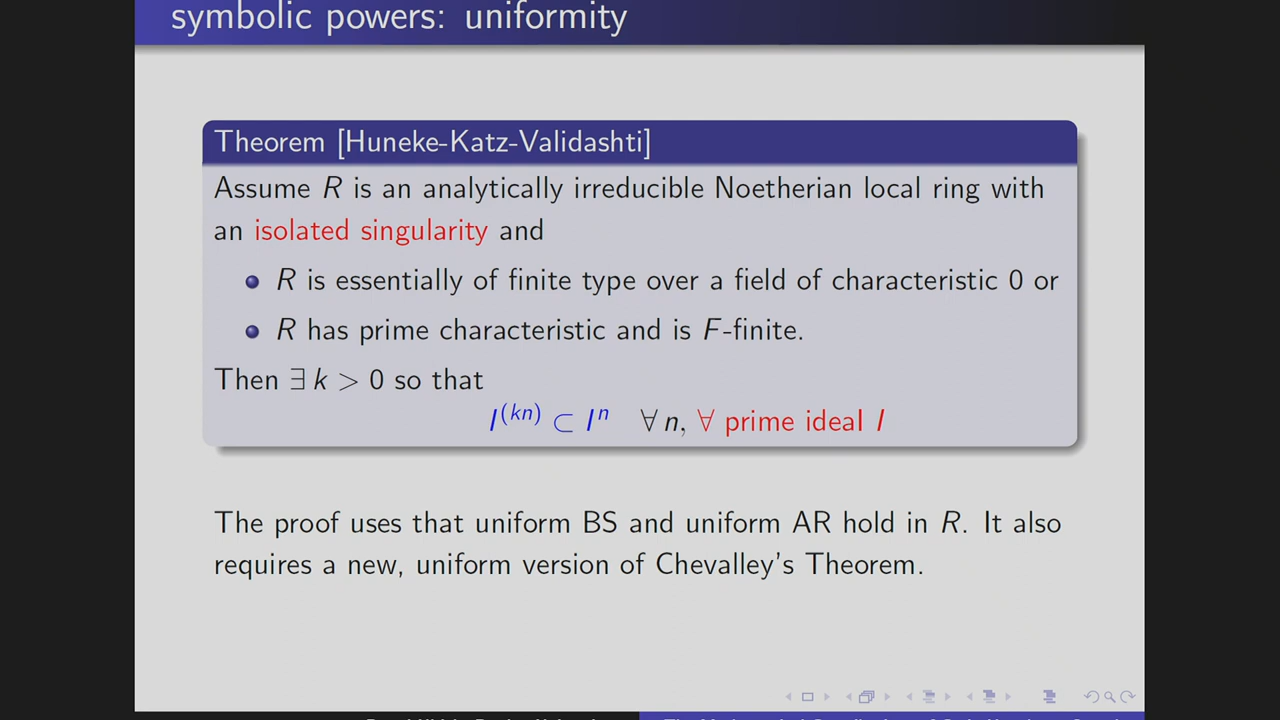 symbolic powers: uniformity
Theorem [Huneke-Katz-Validashti]
Assume R is an analytically irreducible Noetherian local ring with
an isolated singularity and
R is essentially of finite type over a field of characteristic 0 or
R has prime characteristic and is F-finite.
Then ∃ k > 0 so that
I^(kn) ⊂ I^n ∀ n, ∀ prime ideal I
The proof uses that uniform BS and uniform AR hold in R. It also
requires a new, uniform version of Chevalley's Theorem.